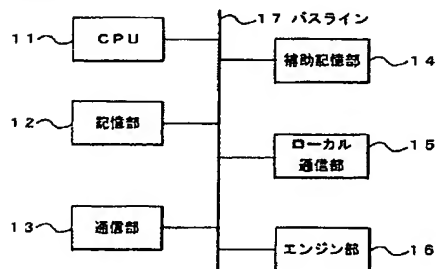 17 バスライン
11 CPU
補助記憶部 14
12 記憶部
ローカル 15
通信部
13 通信部
エンジン部 16